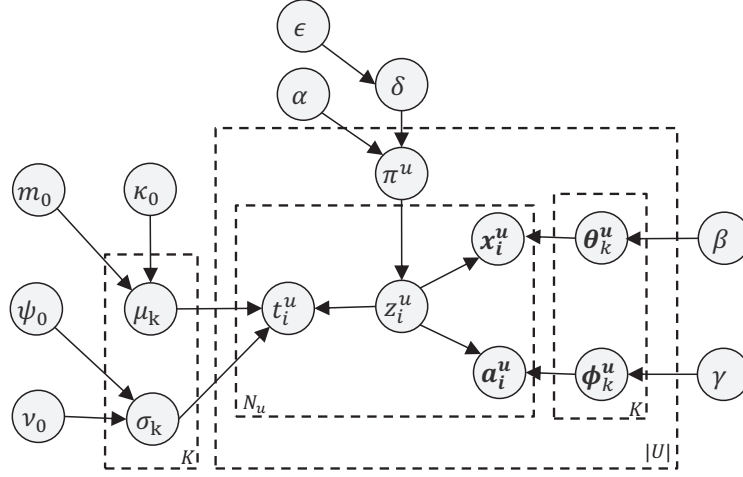 ϵ
α δ
π^u
m_0 κ_0
x_i^u θ_k^u β
ψ_0 μ_k t_i^u z_i^u
a_i^u ϕ_k^u γ
ν_0 σ_k
N_u K
K |U|